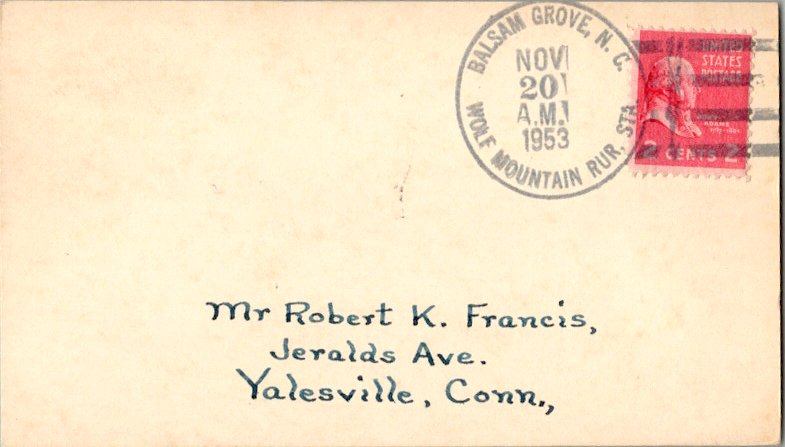 BALSAM GROVE, N. C.
NOV
20
A.M.
1953
WOLF MOUNTAIN RUR. STA.
STATES
POSTAGE
ADAMS
2 CENTS 2
Mr Robert K. Francis,
Jeralds Ave.
Yalesville, Conn.,